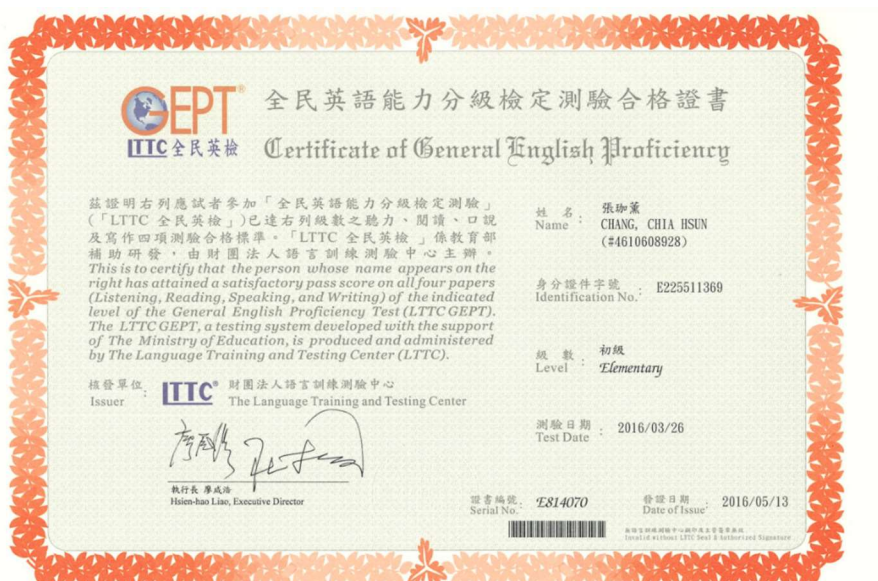 GEPT®
LTTC 全民英檢
全民英語能力分級檢定測驗合格證書
Certificate of General English Proficiency
茲證明右列應試者參加「全民英語能力分級檢定測驗」
(「LTTC 全民英檢」)已達右列級數之聽力、閱讀、口說
及寫作四項測驗合格標準。「LTTC 全民英檢」係教育部
補助研發,由財團法人語言訓練測驗中心主辦。
This is to certify that the person whose name appears on the
right has attained a satisfactory pass score on all four papers
(Listening, Reading, Speaking, and Writing) of the indicated
level of the General English Proficiency Test (LTTC GEPT).
The LTTC GEPT, a testing system developed with the support
of The Ministry of Education, is produced and administered
by The Language Training and Testing Center (LTTC).
核發單位 LTTC® 財團法人語言訓練測驗中心
Issuer The Language Training and Testing Center
執行長 廖咸浩
Hsien-hao Liao, Executive Director
姓 名 : 張珈薰
Name CHANG, CHIA HSUN
(#4610608928)
身分證件字號 : E225511369
Identification No.
級 數 : 初級
Level Elementary
測驗日期 : 2016/03/26
Test Date
證書編號 : E814070
Serial No.
發證日期 : 2016/05/13
Date of Issue
Invalid without LTTC Seal & Authorized Signature